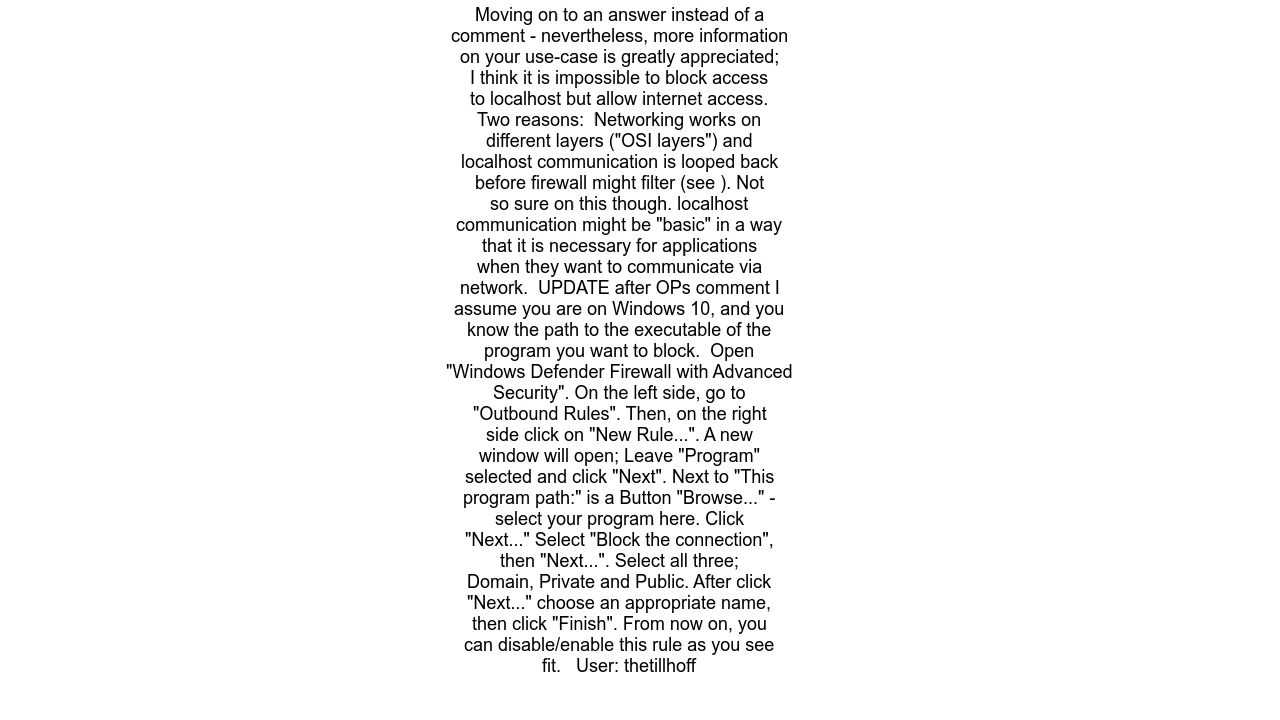 Moving on to an answer instead of a
comment - nevertheless, more information
on your use-case is greatly appreciated;
I think it is impossible to block access
to localhost but allow internet access.
Two reasons:  Networking works on
different layers ("OSI layers") and
localhost communication is looped back
before firewall might filter (see ). Not
so sure on this though. localhost
communication might be "basic" in a way
that it is necessary for applications
when they want to communicate via
network.  UPDATE after OPs comment I
assume you are on Windows 10, and you
know the path to the executable of the
program you want to block.  Open
"Windows Defender Firewall with Advanced
Security". On the left side, go to
"Outbound Rules". Then, on the right
side click on "New Rule...". A new
window will open; Leave "Program"
selected and click "Next". Next to "This
program path:" is a Button "Browse..." -
select your program here. Click
"Next..." Select "Block the connection",
then "Next...". Select all three;
Domain, Private and Public. After click
"Next..." choose an appropriate name,
then click "Finish". From now on, you
can disable/enable this rule as you see
fit.   User: thetillhoff